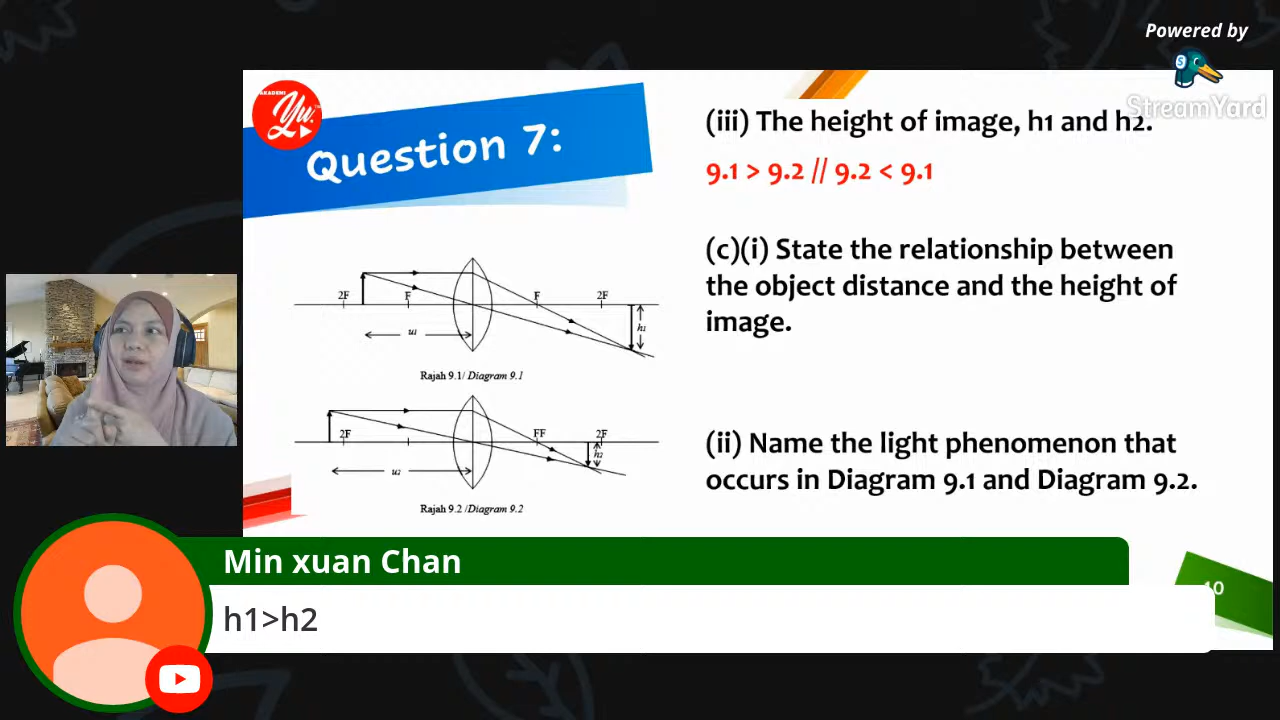 Powered by
StreamYard
AKADEMI
Yu.
Question 7:
(iii) The height of image, h1 and h2.
9.1 > 9.2 // 9.2 < 9.1
(c)(i) State the relationship between
the object distance and the height of
image.
(ii) Name the light phenomenon that
occurs in Diagram 9.1 and Diagram 9.2.
2F F F 2F
u1
h1
Rajah 9.1/ Diagram 9.1
2F FF 2F
u2
h2
Rajah 9.2 /Diagram 9.2
10
Min xuan Chan
h1>h2